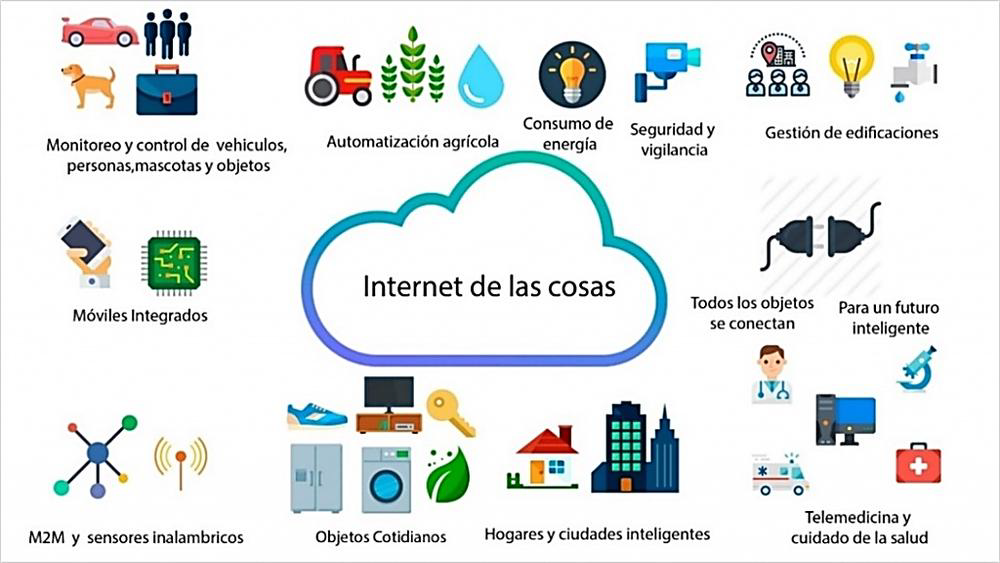 Monitoreo y control de vehiculos,
personas,mascotas y objetos
Automatización agrícola
Consumo de
energía
Seguridad y
vigilancia
Gestión de edificaciones
Internet de las cosas
Móviles Integrados
Todos los objetos
se conectan
Para un futuro
inteligente
M2M y sensores inalambricos
Objetos Cotidianos
Hogares y ciudades inteligentes
Telemedicina y
cuidado de la salud